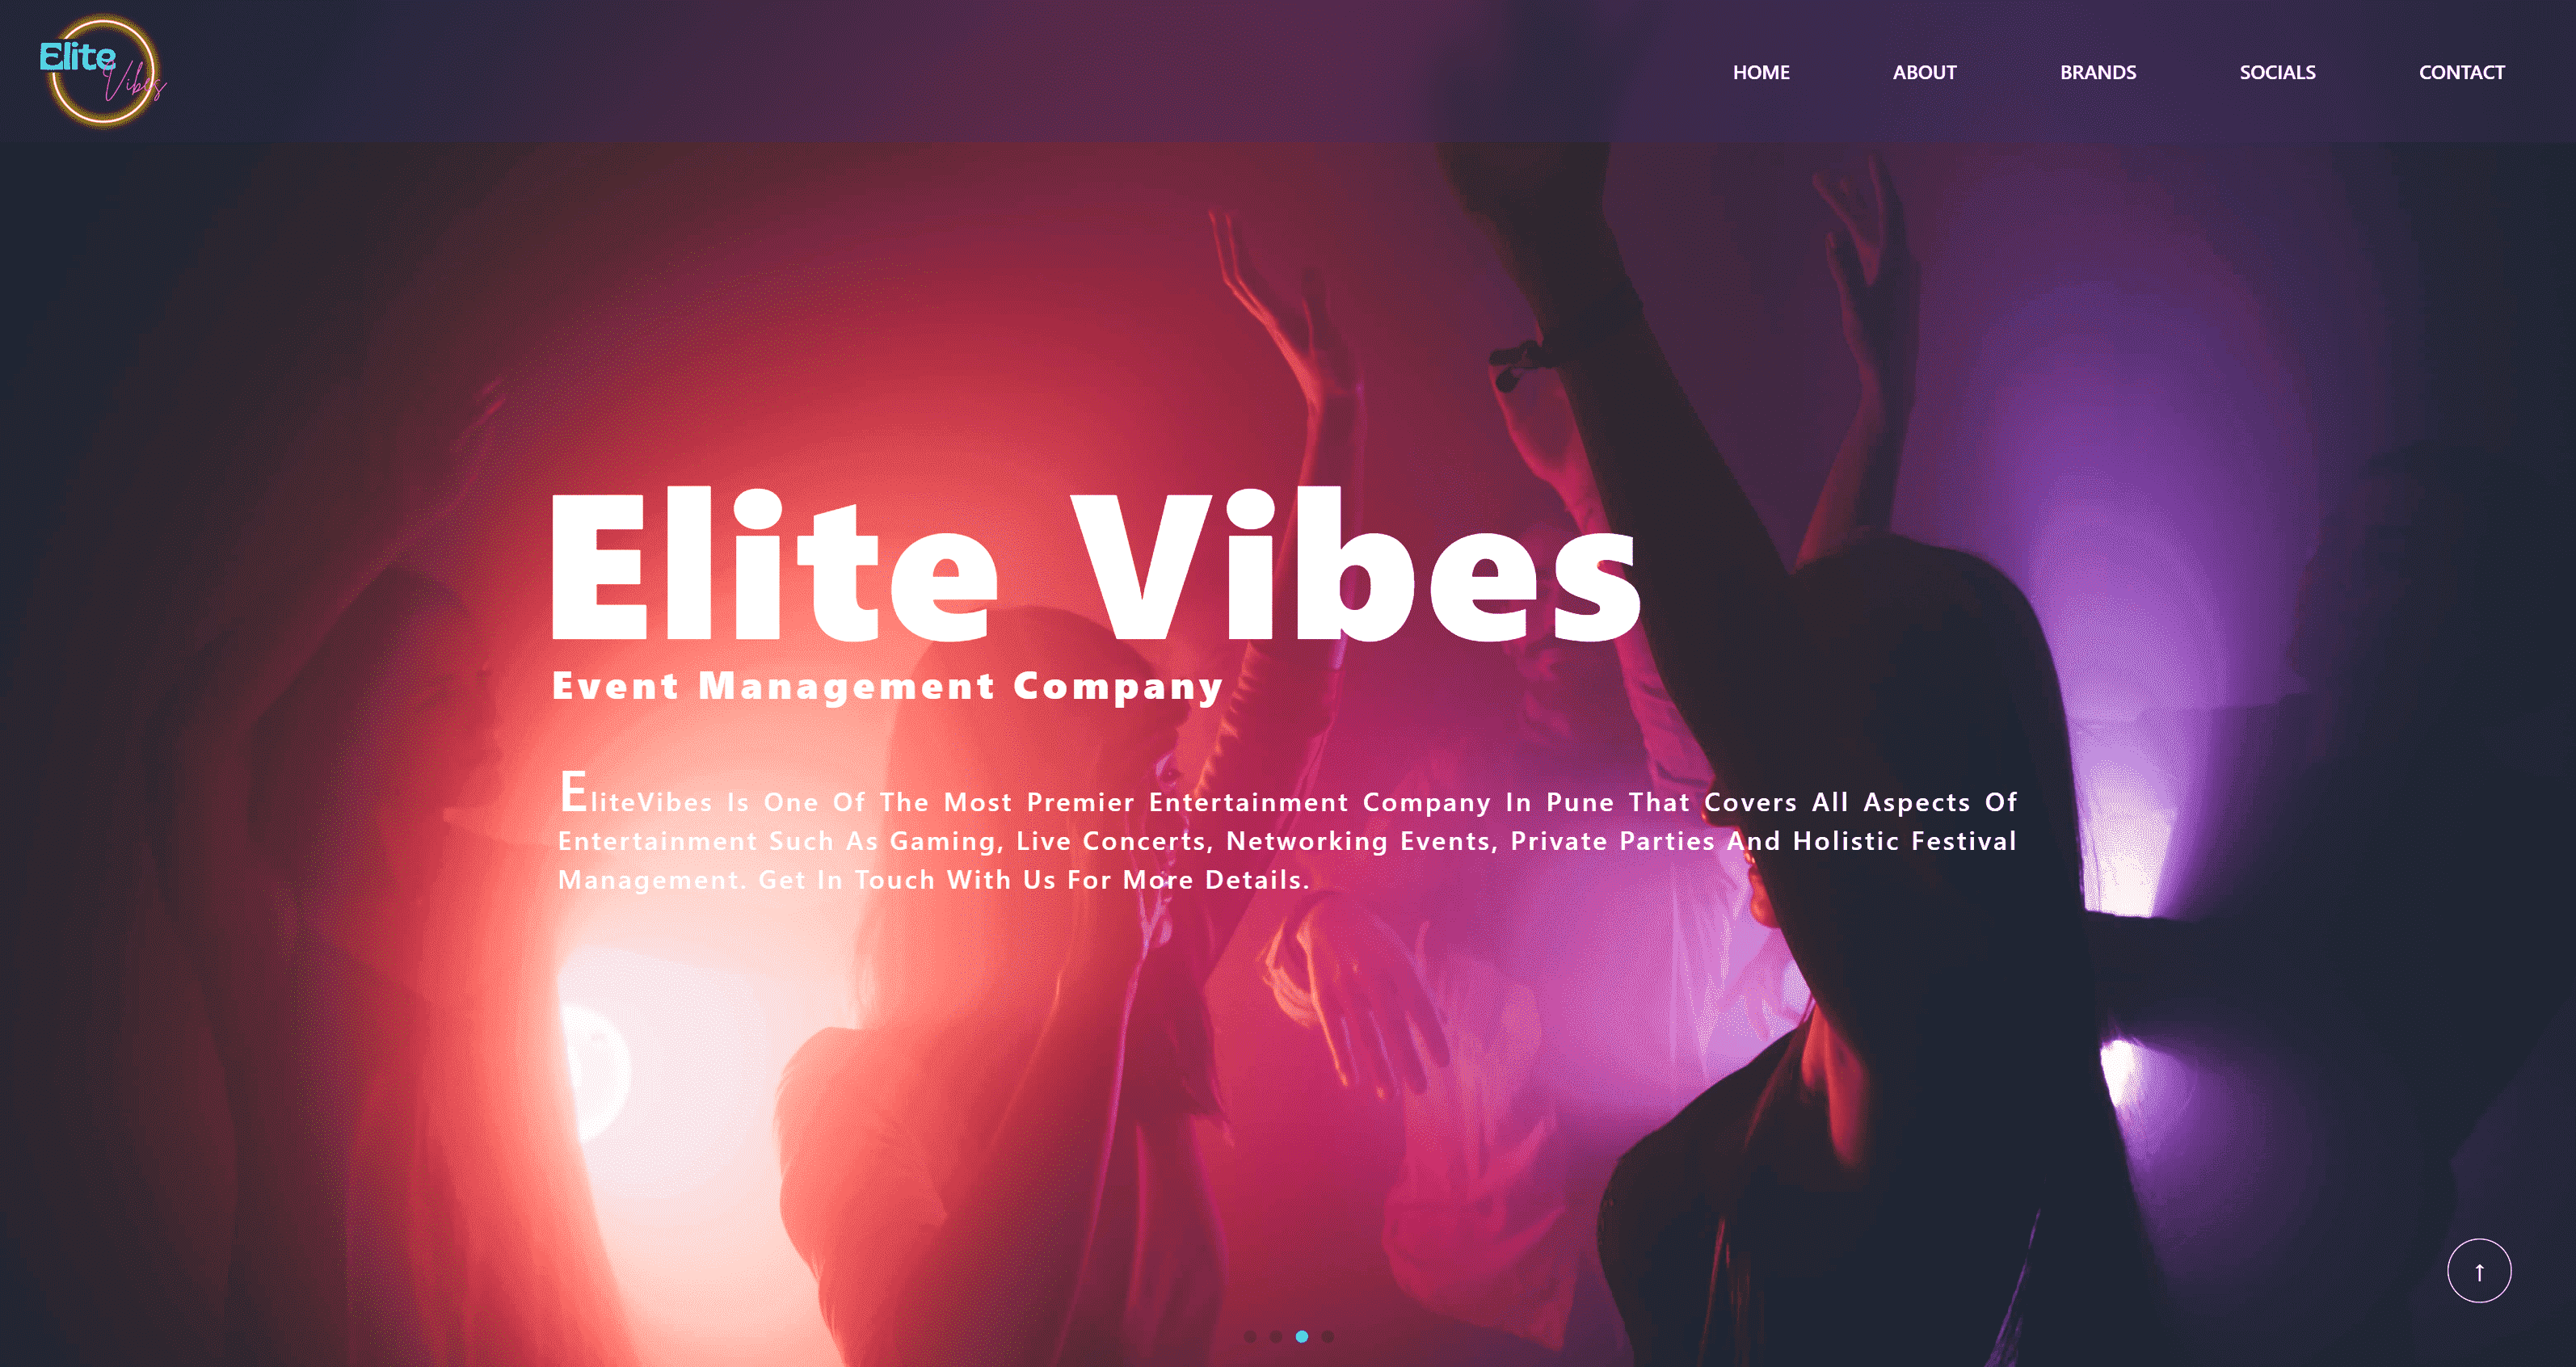 Elite
Vibes
HOME ABOUT BRANDS SOCIALS CONTACT
Elite Vibes
Event Management Company
EliteVibes Is One Of The Most Premier Entertainment Company In Pune That Covers All Aspects Of
Entertainment Such As Gaming, Live Concerts, Networking Events, Private Parties And Holistic Festival
Management. Get In Touch With Us For More Details.
↑